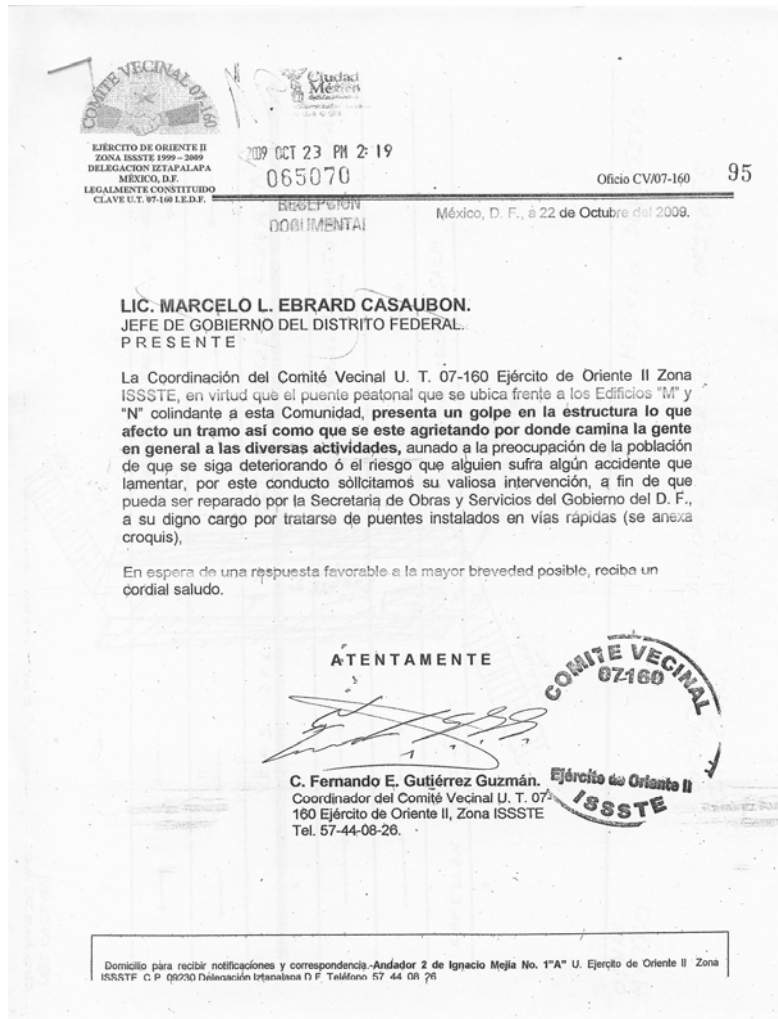 COMITE VECINAL 07-160
EJÉRCITO DE ORIENTE II
ZONA ISSSTE 1999 – 2009
DELEGACION IZTAPALAPA
MÉXICO, D.F.
LEGALMENTE CONSTITUIDO
CLAVE U.T. 07-160 I.E.D.F.
Ciudad
México
2009 OCT 23 PM 2:19
065070
RECEPCION
DOCUMENTAL
Oficio CV/07-160
95
México, D. F., a 22 de Octubre del 2009.
LIC. MARCELO L. EBRARD CASAUBON.
JEFE DE GOBIERNO DEL DISTRITO FEDERAL.
P R E S E N T E
La Coordinación del Comité Vecinal U. T. 07-160 Ejército de Oriente II Zona
ISSSTE, en virtud que el puente peatonal que se ubica frente a los Edificios "M" y
"N" colindante a esta Comunidad, presenta un golpe en la estructura lo que
afecto un tramo así como que se este agrietando por donde camina la gente
en general a las diversas actividades, aunado a la preocupación de la población
de que se siga deteriorando ó el riesgo que alguien sufra algún accidente que
lamentar, por este conducto sólicitamos su valiosa intervención, a fin de que
pueda ser reparado por la Secretaria de Obras y Servicios del Gobierno del D. F.,
a su digno cargo por tratarse de puentes instalados en vías rápidas (se anexa
croquis),
En espera de una respuesta favorable a la mayor brevedad posible, reciba un
cordial saludo.
A T E N T A M E N T E
COMITE VECINAL
07-160
Ejército de Oriente II
ISSSTE
C. Fernando E. Gutiérrez Guzmán.
Coordinador del Comité Vecinal U. T. 07-
160 Ejército de Oriente II, Zona ISSSTE
Tel. 57-44-08-26.
Domicilio para recibir notificaciones y correspondencia.-Andador 2 de Ignacio Mejia No. 1"A" U. Ejercito de Oriente II Zona
ISSSTE C.P. 09230 Delegación Iztapalapa D.F. Teléfono 57 44 08 26